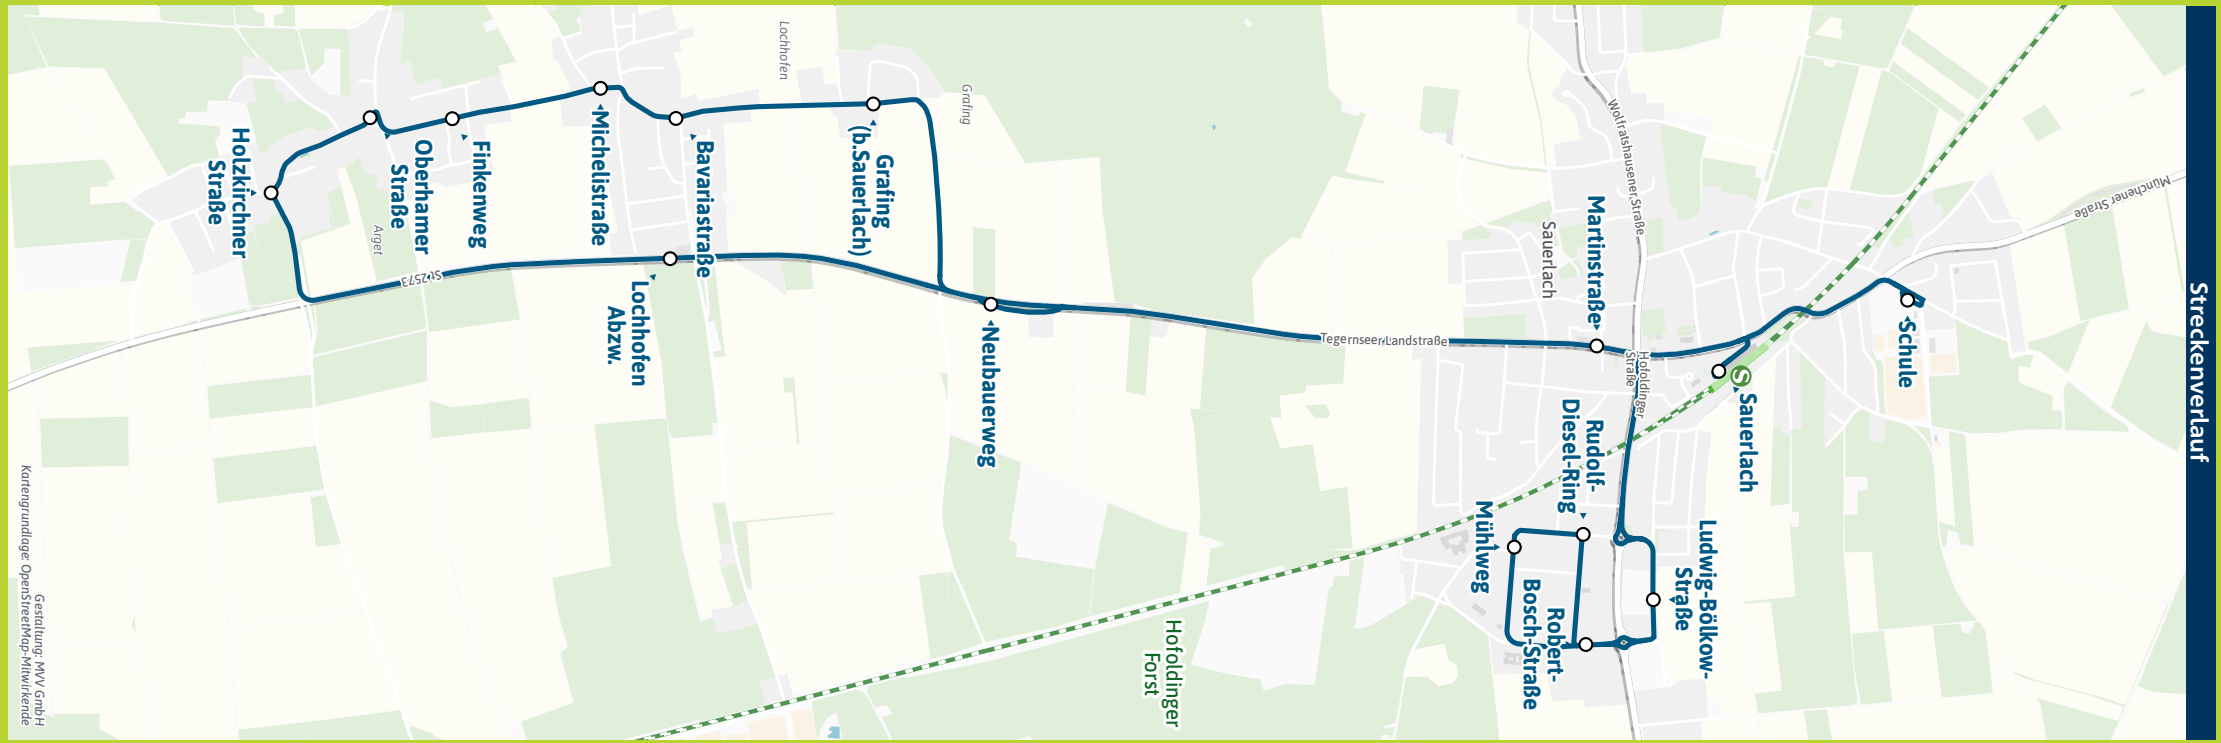 Streckenverlauf
Münchener Straße
Schule
Sauerlach
S
Ludwig-Bölkow-
Straße
Wolfratshausener Straße
Hofoldinger
Straße
Martinstraße
Rudolf-
Diesel-Ring
Robert-
Bosch-Straße
Sauerlach
Mühlweg
Tegernseer Landstraße
Hofoldinger
Forst
Neubauerweg
Grafing
Grafing
(b.Sauerlach)
Lochhofen
Bavariastraße
Lochhofen
Abzw.
Michelistraße
Finkenweg
Oberhamer
Straße
St 2573
Arget
Holzkirchner
Straße
Gestaltung: MVV GmbH
Kartengrundlage: OpenStreetMap-Mitwirkende